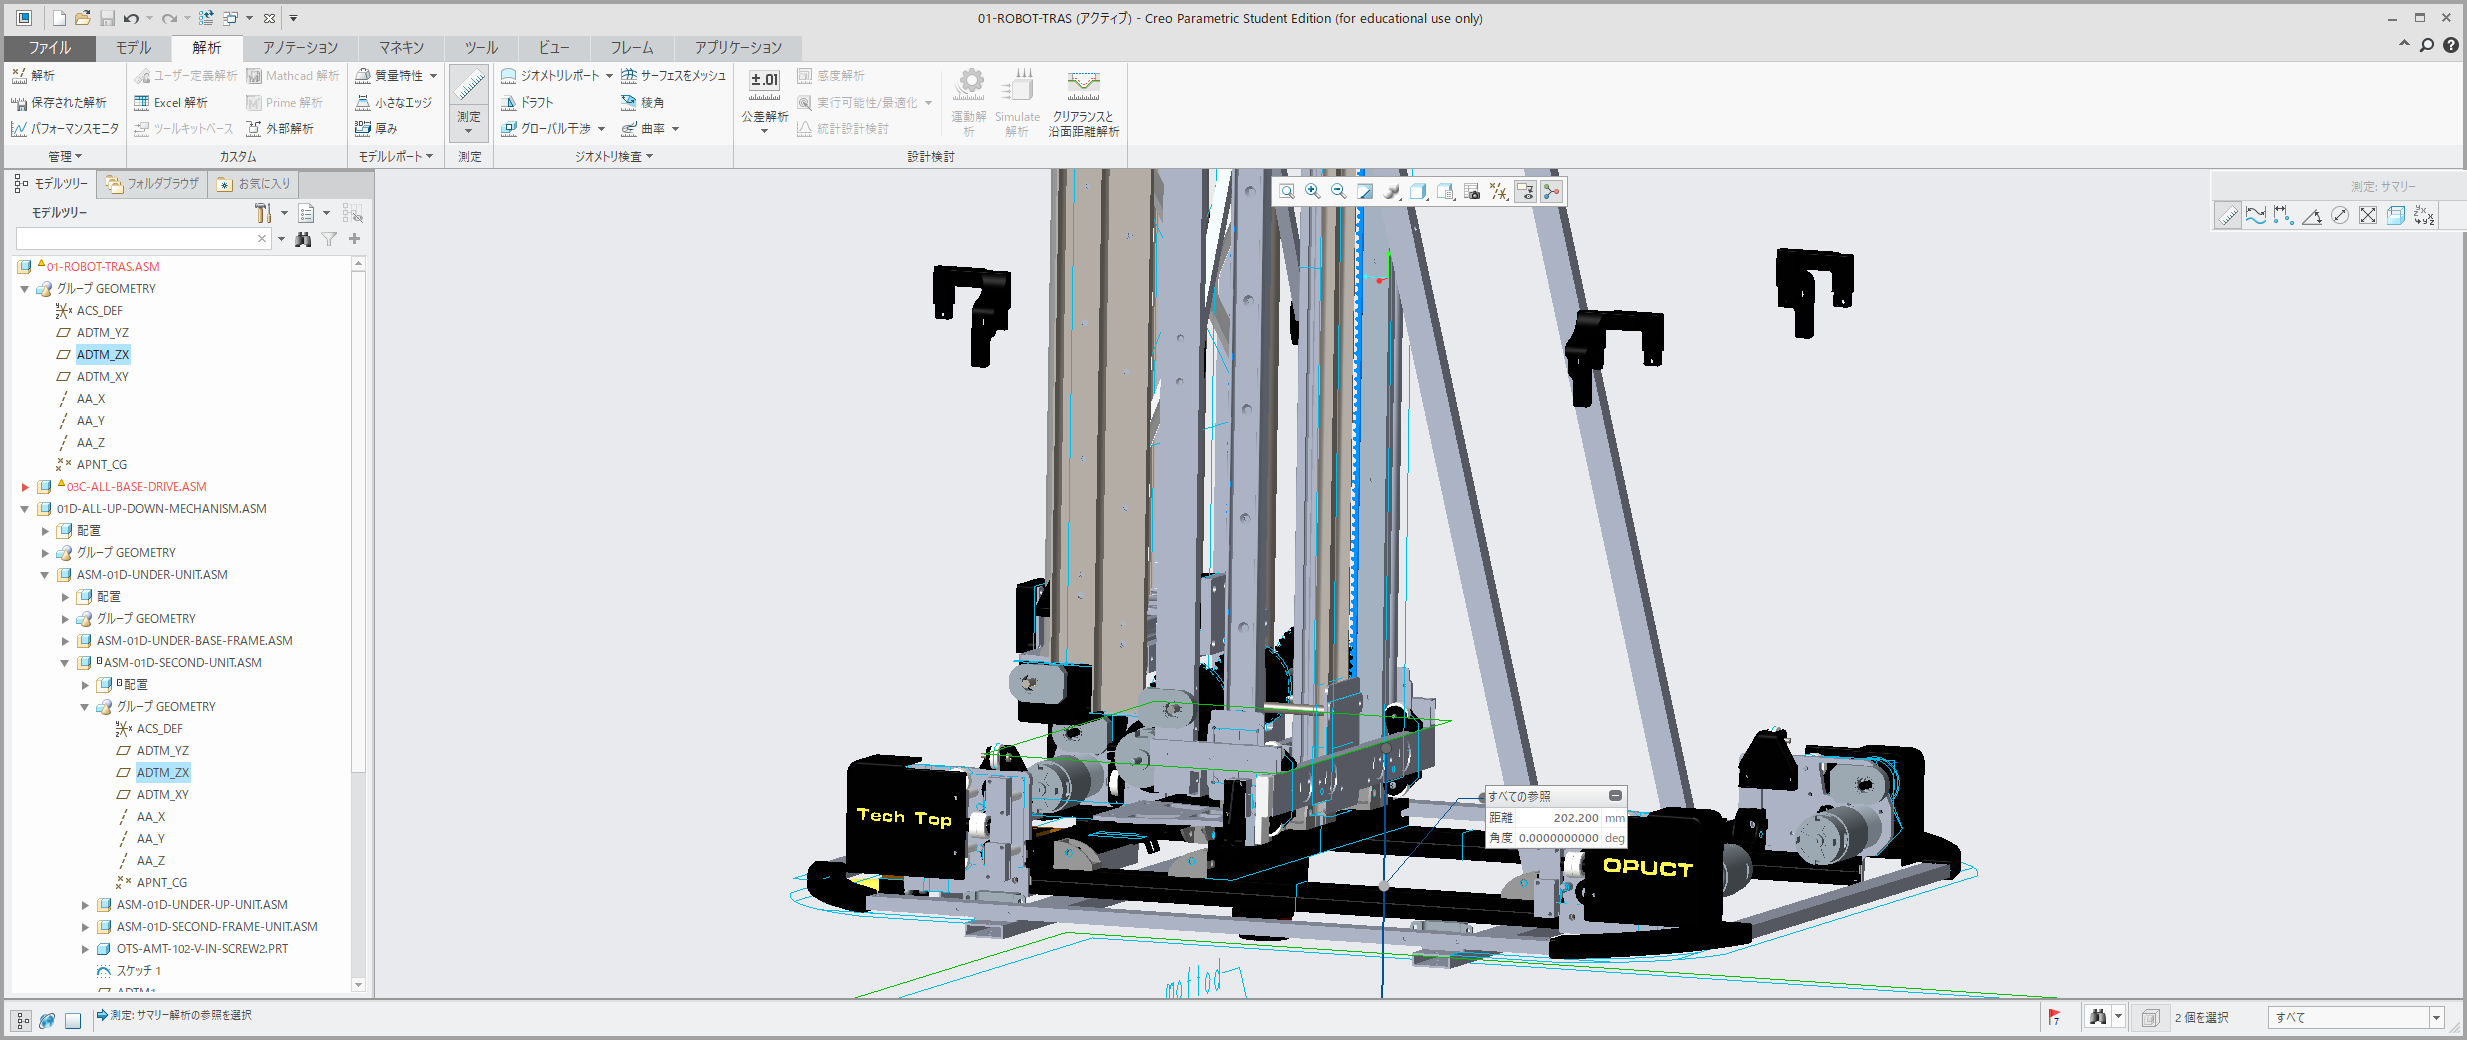 01-ROBOT-TRAS (アクティブ) - Creo Parametric Student Edition (for educational use only)
ファイル モデル 解析 アノテーション マネキン ツール ビュー フレーム アプリケーション
解析 ユーザー定義解析 Mathcad 解析 質量特性 ジオメトリレポート サーフェスをメッシュ 感度解析
保存された解析 Excel 解析 Prime 解析 小さなエッジ ドラフト 稜角 実行可能性/最適化
パフォーマンスモニタ ツールキットベース 外部解析 厚み グローバル干渉 曲率 統計設計検討
測定
±.01
公差解析
運動解析
Simulate 解析
クリアランスと沿面距離解析
管理 カスタム モデルレポート 測定 ジオメトリ検査 設計検討
モデルツリー フォルダブラウザ お気に入り
モデルツリー
測定: サマリー
01-ROBOT-TRAS.ASM
グループ GEOMETRY
ACS_DEF
ADTM_YZ
ADTM_ZX
ADTM_XY
AA_X
AA_Y
AA_Z
APNT_CG
03C-ALL-BASE-DRIVE.ASM
01D-ALL-UP-DOWN-MECHANISM.ASM
配置
グループ GEOMETRY
ASM-01D-UNDER-UNIT.ASM
配置
グループ GEOMETRY
ASM-01D-UNDER-BASE-FRAME.ASM
ASM-01D-SECOND-UNIT.ASM
配置
グループ GEOMETRY
ACS_DEF
ADTM_YZ
ADTM_ZX
ADTM_XY
AA_X
AA_Y
AA_Z
APNT_CG
ASM-01D-UNDER-UP-UNIT.ASM
ASM-01D-SECOND-FRAME-UNIT.ASM
OTS-AMT-102-V-IN-SCREW2.PRT
スケッチ 1
ADTM1
Tech Top
すべての参照
距離 202.200 mm
角度 0.0000000000 deg
OPUCT
測定: サマリー解析の参照を選択
7
2 個を選択
すべて